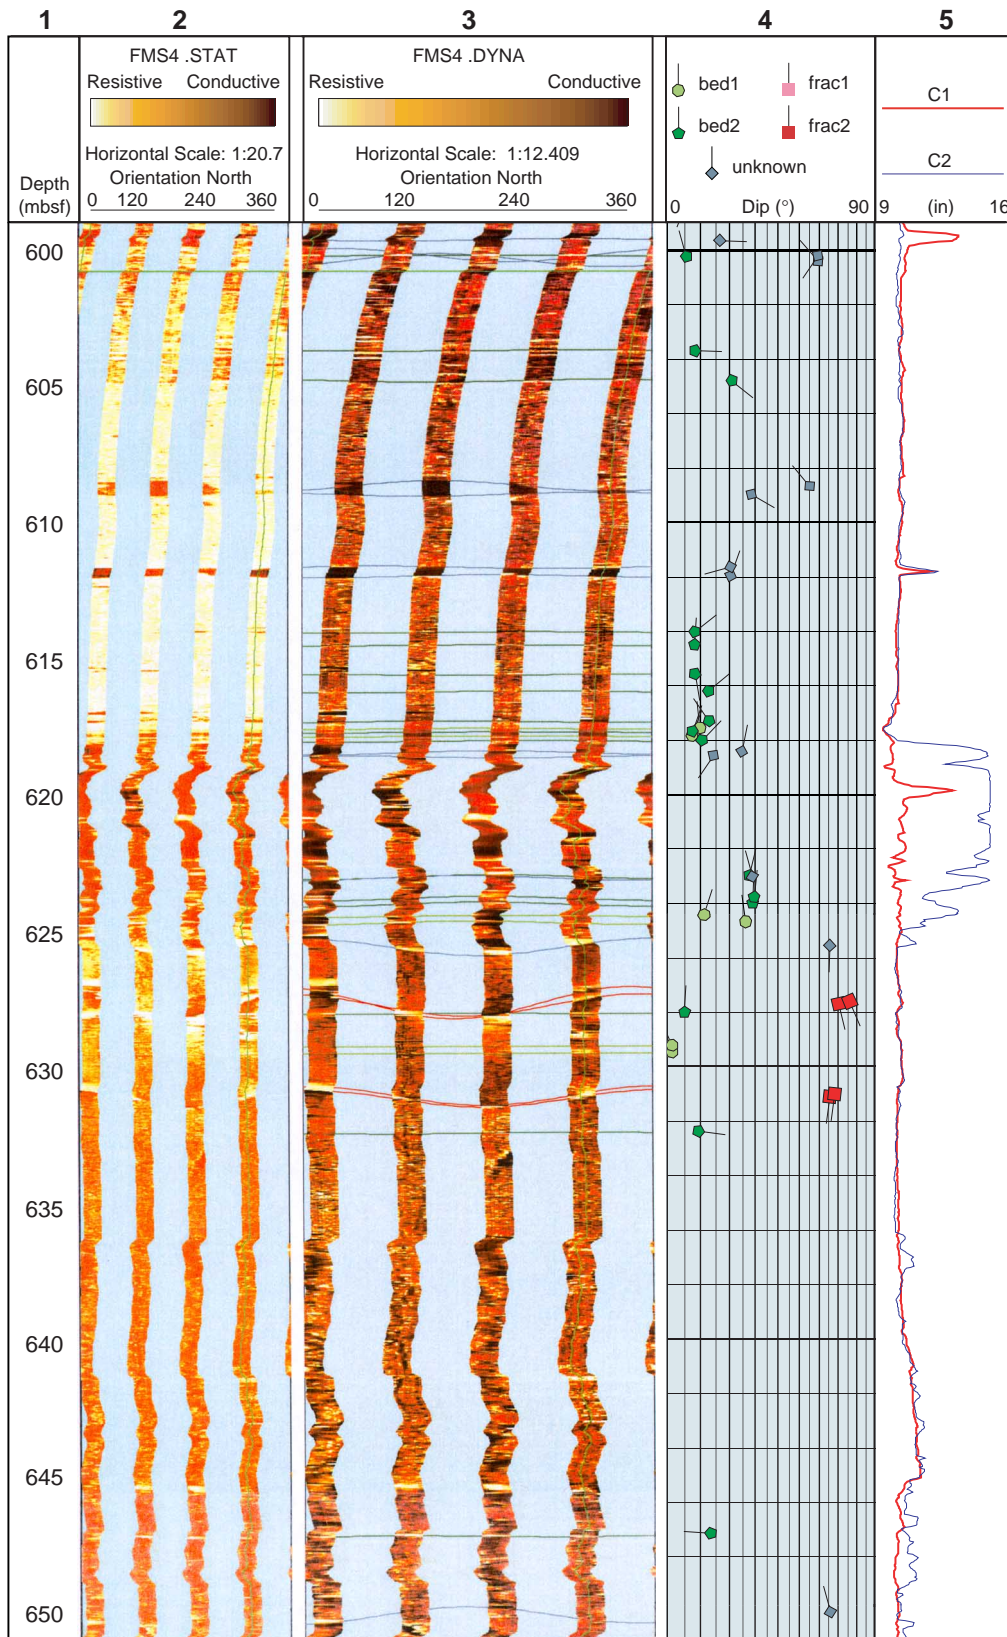 1 2 3 4 5
FMS4 .STAT
Resistive Conductive
Horizontal Scale: 1:20.7
Orientation North
0 120 240 360
FMS4 .DYNA
Resistive Conductive
Horizontal Scale: 1:12.409
Orientation North
0 120 240 360
bed1 frac1
bed2 frac2
unknown
0 Dip (°) 90
C1
C2
9 (in) 16
Depth
(mbsf)
600
605
610
615
620
625
630
635
640
645
650